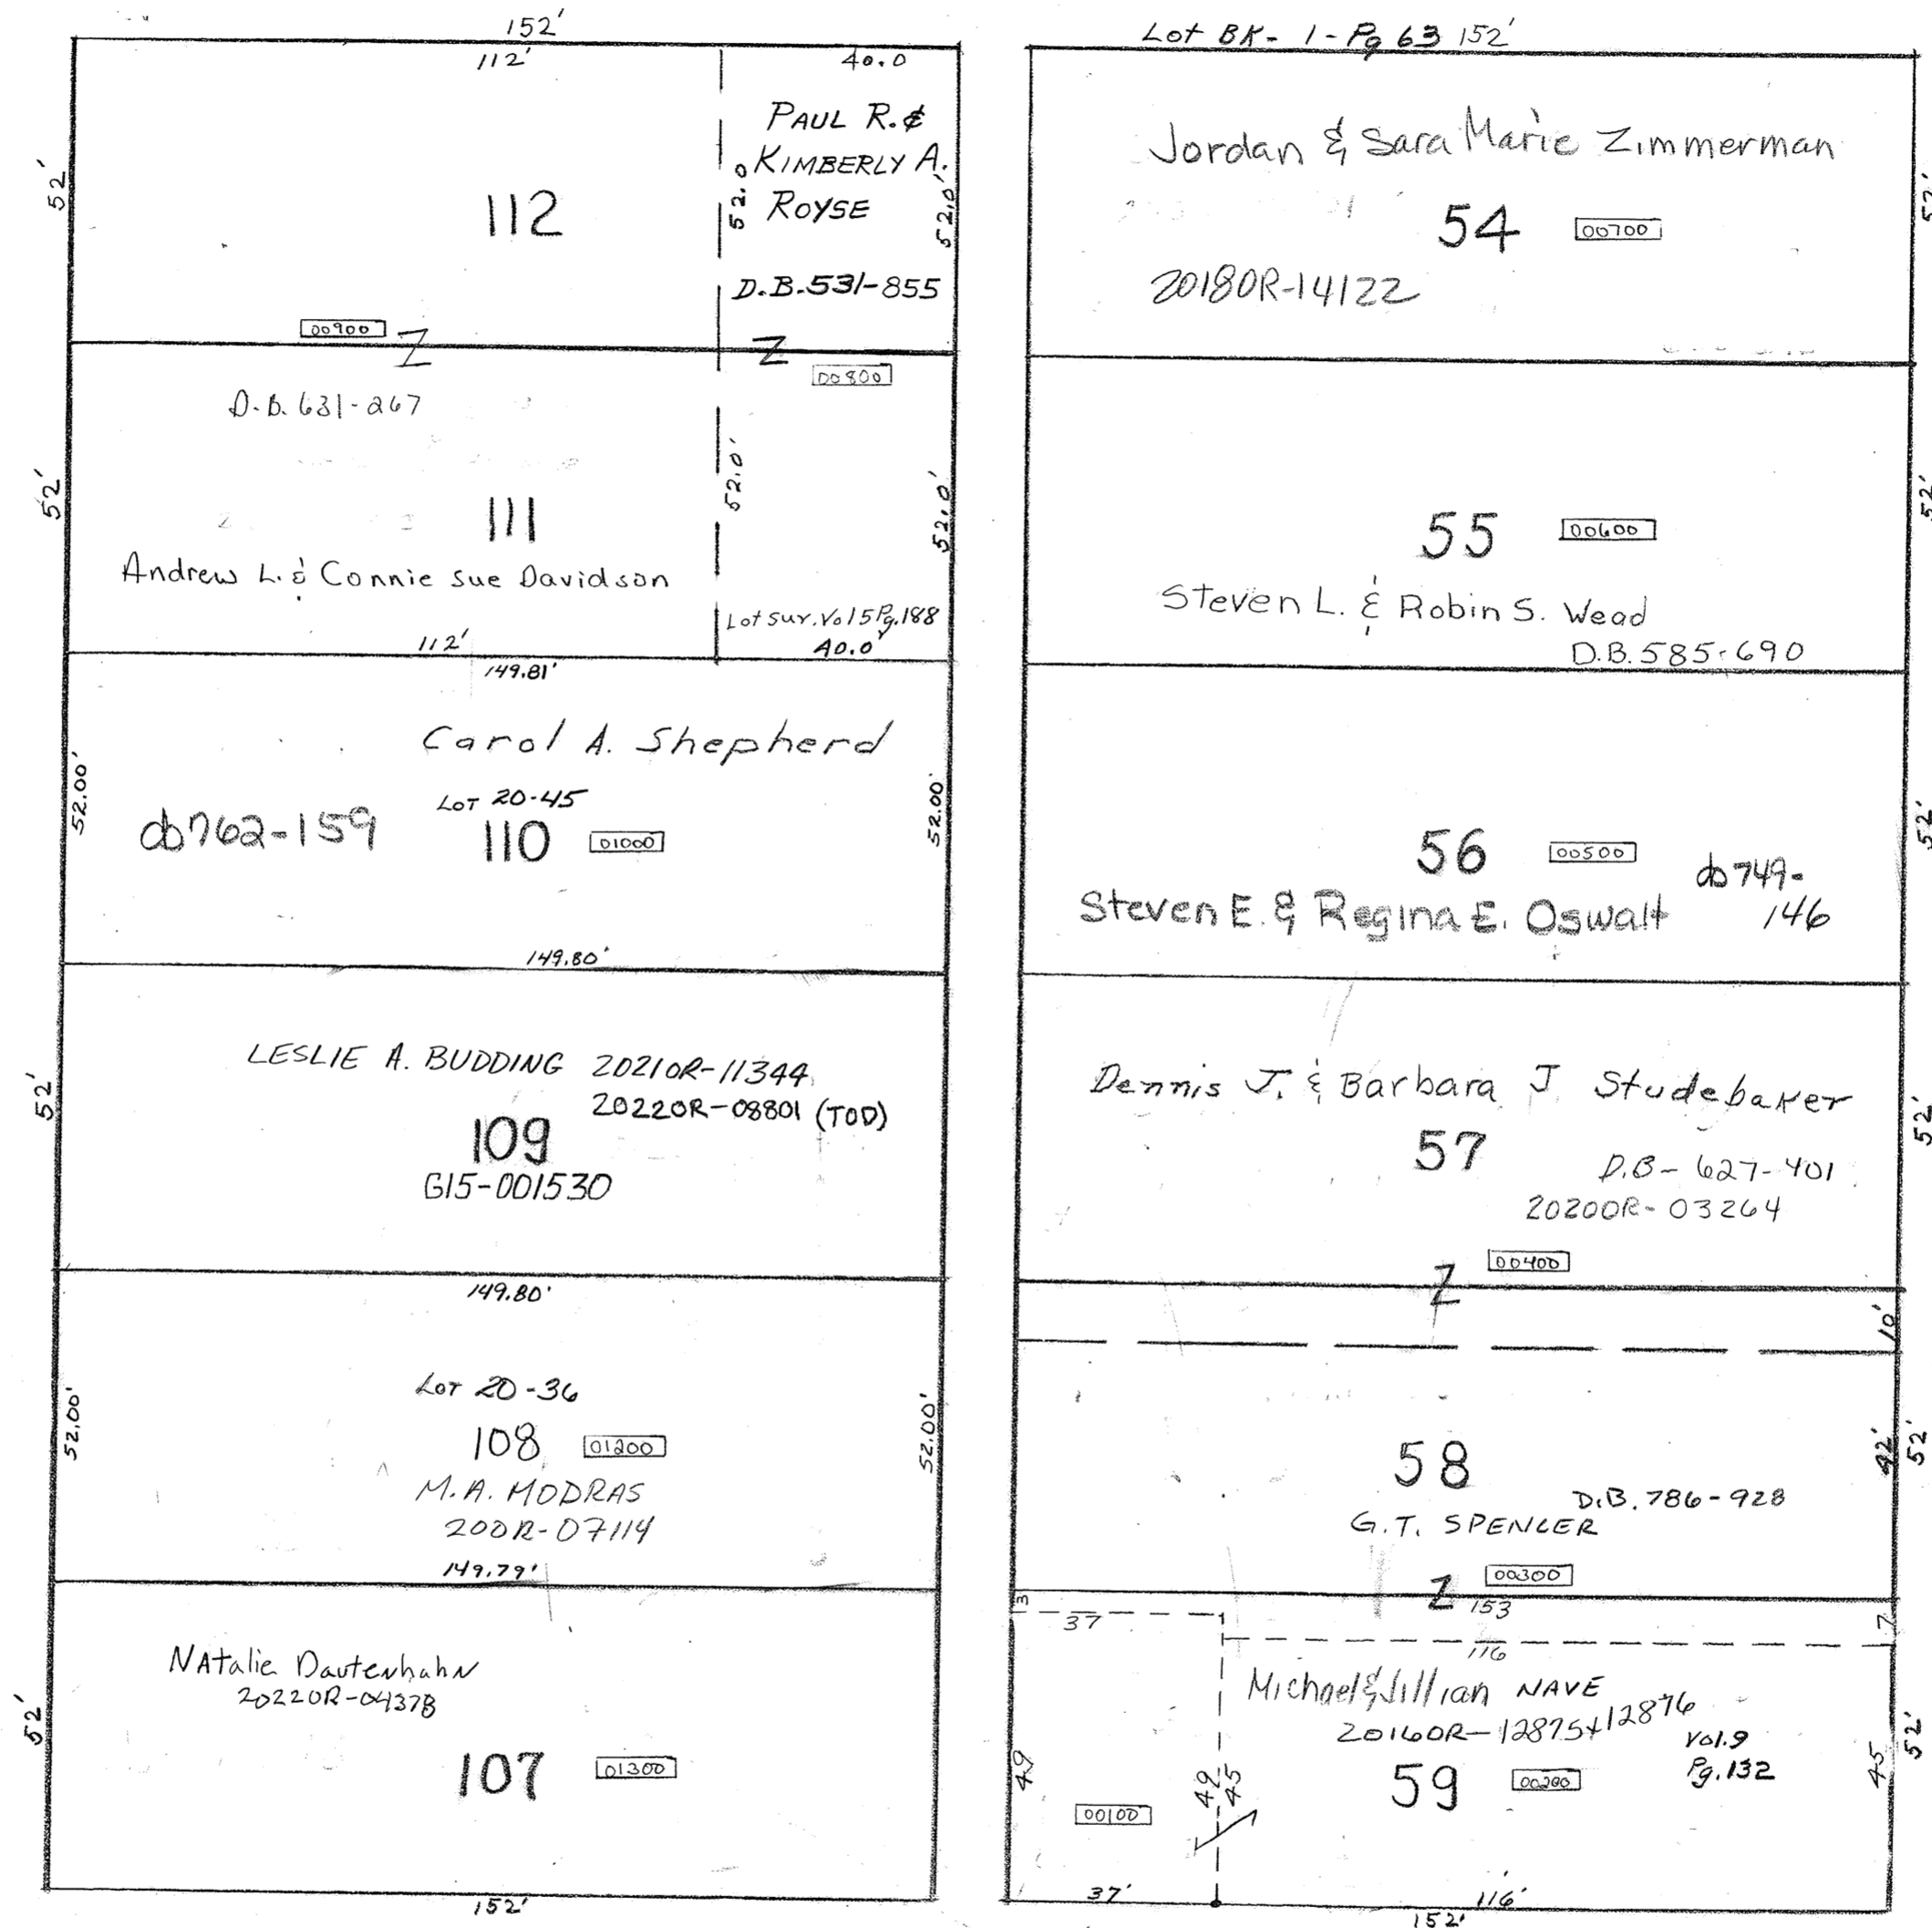 152'
112'
40.0
PAUL R. &
KIMBERLY A.
ROYSE
D.B.531-855
52'
112
52.0
52.0'
00900
Z
Z
00800
D.B. 631-267
52'
111
52.0'
52.0'
Andrew L. & Connie Sue Davidson
Lot Sur. Vol 5 Pg. 188
112'
40.0'
149.81'
Carol A. Shepherd
LOT 20-45
db762-159
110
01000
52.00'
52.00'
149.80'
LESLIE A. BUDDING 2021OR-11344
2022OR-08801 (TOD)
52'
109
G15-001530
149.80'
LOT 20-36
108
01200
52.00'
52.00'
M.A. MODRAS
200R-07114
149.79'
Natalie Dautenhahn
2022OR-04378
52'
107
01300
152'
Lot BK- 1-Pg 63 152'
Jordan & Sara Marie Zimmerman
54
00700
52'
2018OR-14122
55
00600
52'
Steven L. & Robin S. Wead
D.B. 585-690
56
00500
52'
db 749-
146
Steven E. & Regina E. Oswalt
Dennis J. & Barbara J Studebaker
52'
57
D.B- 627-401
2020OR- 03264
00400
Z
10'
58
42'
52'
D.B. 786-928
G.T. SPENCER
00300
Z
153
3
37
7
116
Michael & Jillian NAVE
2016OR-12875+12876
Vol.9
Pg.132
52'
59
00200
49
49
45
45
00100
37'
116'
152'